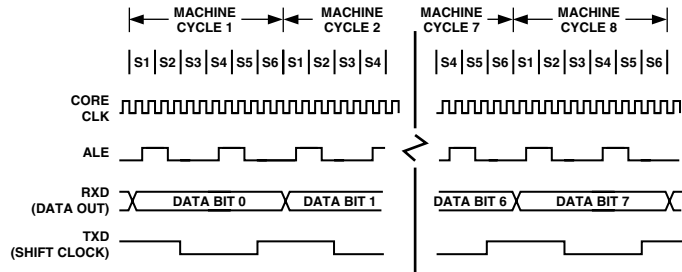 MACHINE CYCLE 1
MACHINE CYCLE 2
MACHINE CYCLE 7
MACHINE CYCLE 8
S1 S2 S3 S4 S5 S6 S1 S2 S3 S4
S4 S5 S6 S1 S2 S3 S4 S5 S6
CORE CLK
ALE
RXD (DATA OUT)
DATA BIT 0
DATA BIT 1
DATA BIT 6
DATA BIT 7
TXD (SHIFT CLOCK)